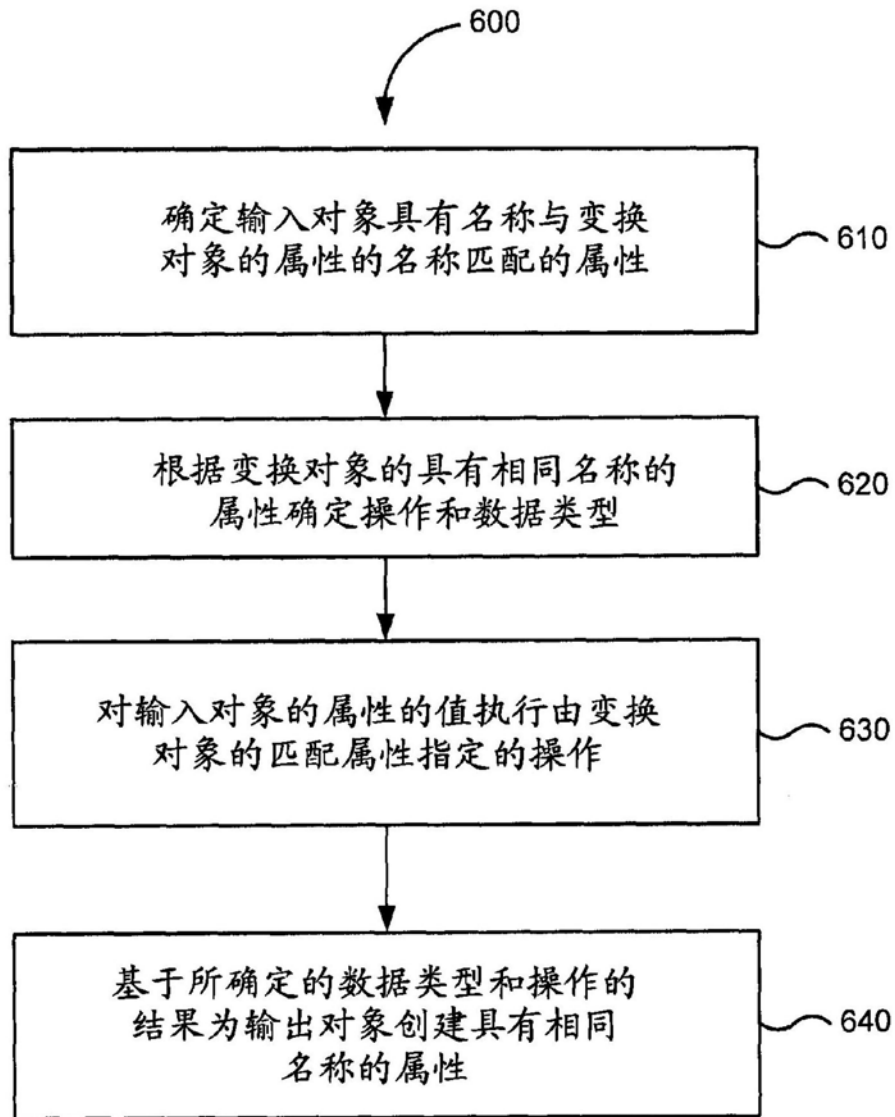 600
确定输入对象具有名称与变换
对象的属性的名称匹配的属性
610
根据变换对象的具有相同名称的
属性确定操作和数据类型
620
对输入对象的属性的值执行由变换
对象的匹配属性指定的操作
630
基于所确定的数据类型和操作的
结果为输出对象创建具有相同
名称的属性
640